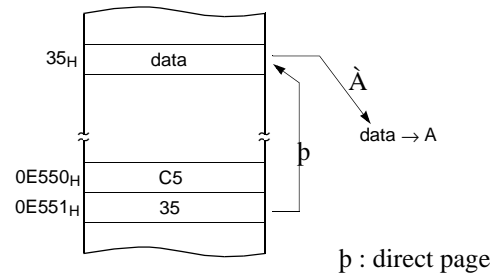 35H data
À
data → A
þ
0E550H C5
0E551H 35
þ : direct page